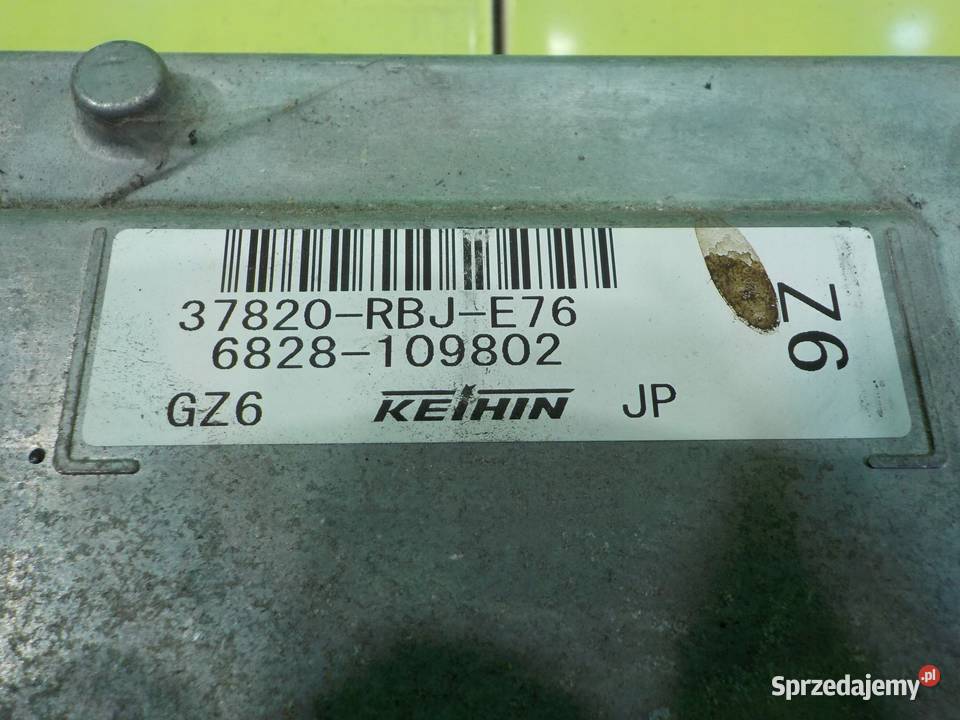 37820-RBJ-E76
6828-109802
GZ6 KEIHIN JP
Z6
Sprzedajemy.pl